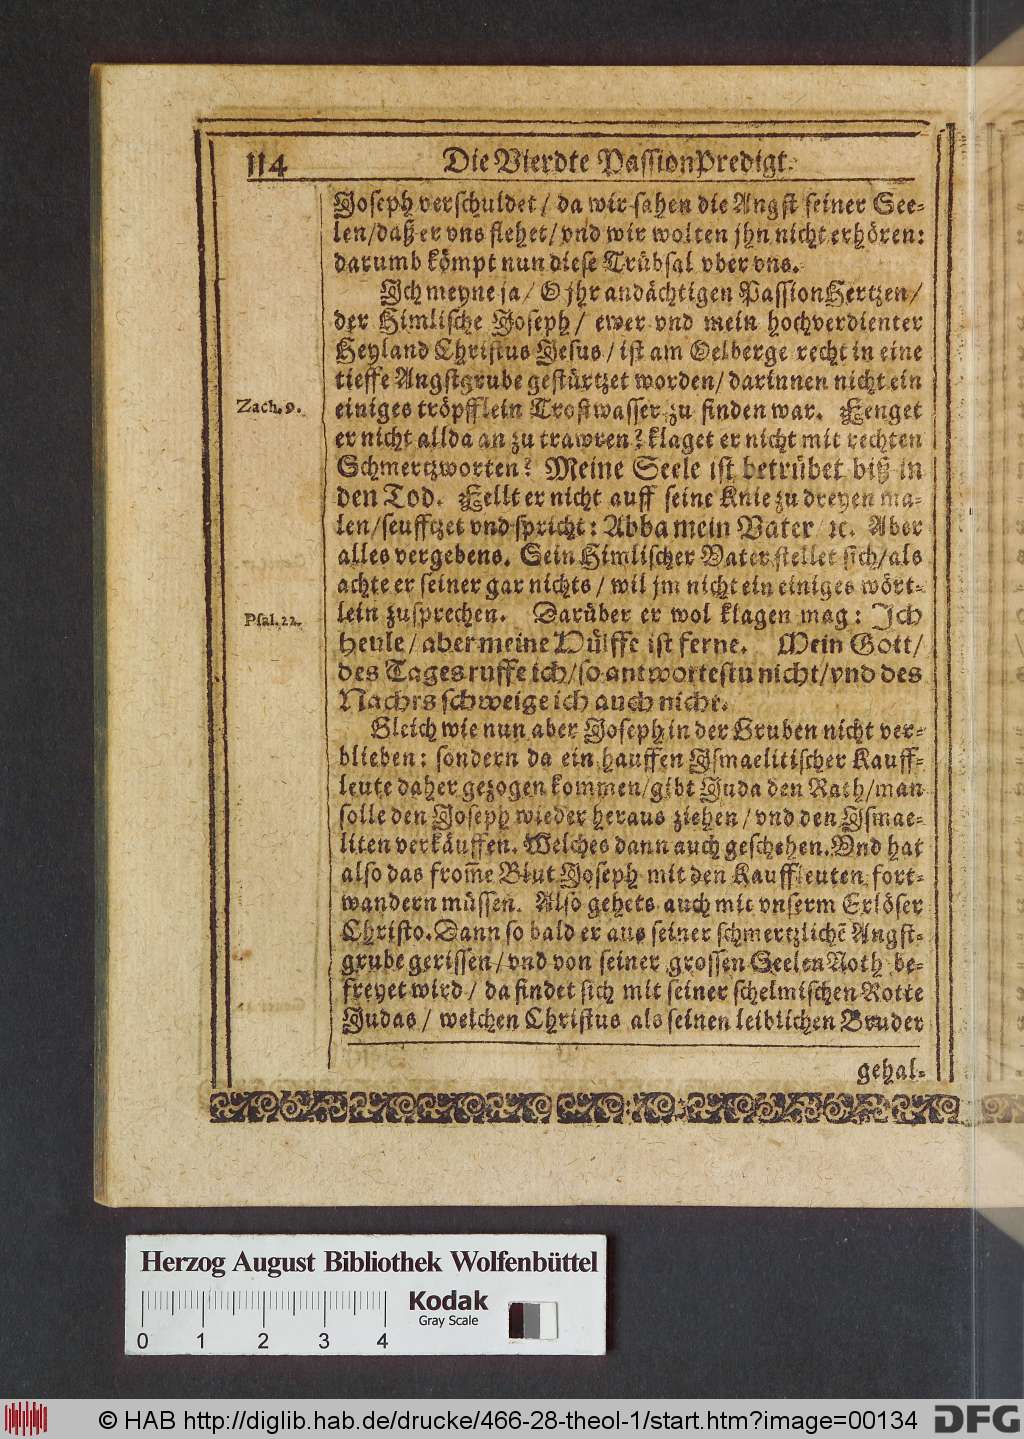 114 Die Vierdte PassionPredigt.
Joseph verschuldet / da wir sahen die Angst seiner See-
len / daß er vns flehet / vnd wir wolten jhn nicht erhören:
darumb kömpt nun diese Trübsal vber vns.
Ich meyne ja / O jhr andächtigen PassionHertzen /
der Himlische Joseph / ewer vnd mein hochverdienter
Heyland Christus Jesus / ist am Oelberge recht in eine
tieffe Angstgrube gestürtzet worden / darinnen nicht ein
Zach. 9.
einiges tröpfflein Trostwasser zu finden war. Fenget
er nicht allda an zu trawren? klaget er nicht mit rechten
Schmertzworten? Meine Seele ist betrübet biß in
den Tod. Fellt er nicht auff seine Knie zu dreyen ma-
len / seufftzet vnd spricht: Abba mein Vater / ꝛc. Aber
alles vergebens. Sein Himlischer Vater stellet sich / als
achte er seiner gar nichts / wil jm nicht ein einiges wört-
Psal. 22.
lein zusprechen. Darüber er wol klagen mag: Ich
heule / aber meine Hülffe ist ferne. Mein Gott /
des Tages ruffe ich / so antwortestu nicht / vnd des
Nachts schweige ich auch nicht.
Gleich wie nun aber Joseph in der Gruben nicht ver-
blieben: sondern da ein hauffen Ismaelitischer Kauff-
leute daher gezogen kommen / gibt Juda den Rath / man
solle den Joseph wieder heraus ziehen / vnd den Ismae-
liten verkäuffen. Welches dann auch geschehen. Vnd hat
also das from̄e Blut Joseph mit den Kauffleuten fort-
wandern müssen. Also gehets auch mit vnserm Erlöser
Christo. Dann so bald er aus seiner schmertzlichē Angst-
grube gerissen / vnd von seiner grossen Seelen Noth be-
freyet wird / da findet sich mit seiner schelmischen Rotte
Judas / welchen Christus als seinen leiblichen Bruder
gehal-
Herzog August Bibliothek Wolfenbüttel
Kodak
Gray Scale
0 1 2 3 4
© HAB http://diglib.hab.de/drucke/466-28-theol-1/start.htm?image=00134
DFG